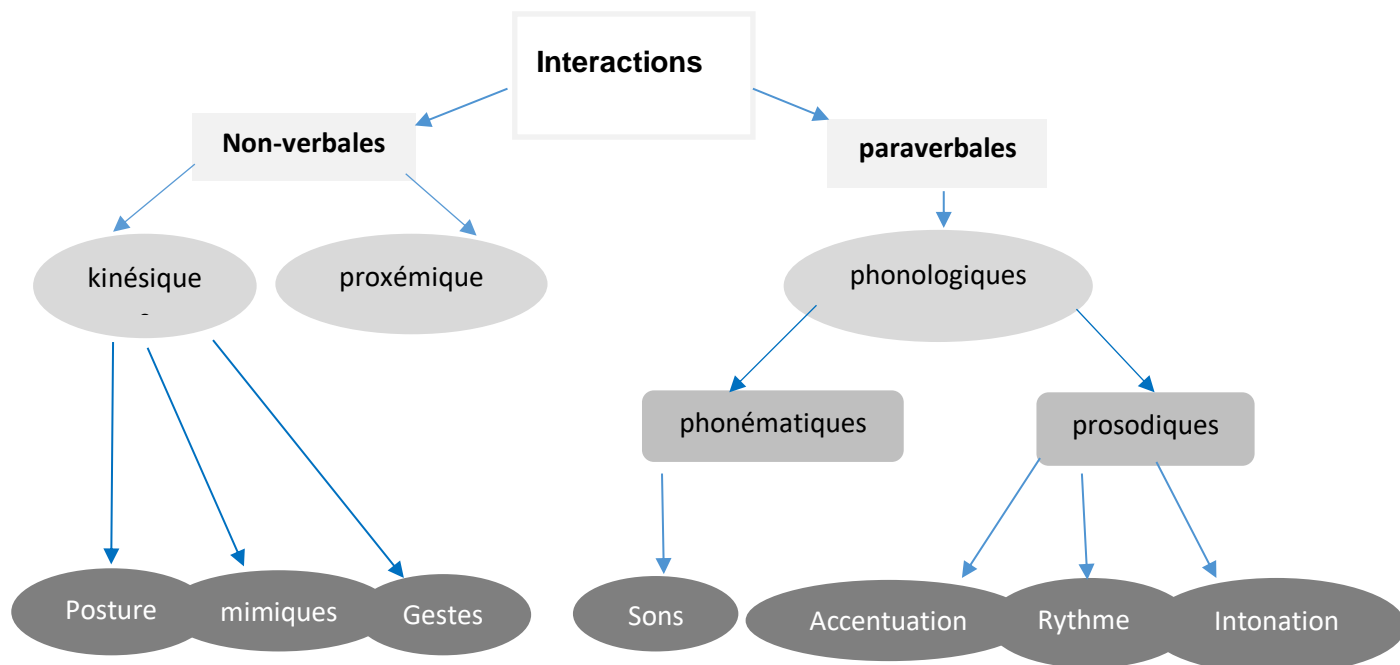 Interactions
Non-verbales
paraverbales
kinésique
proxémique
phonologiques
phonématiques
prosodiques
Posture
mimiques
Gestes
Sons
Accentuation
Rythme
Intonation